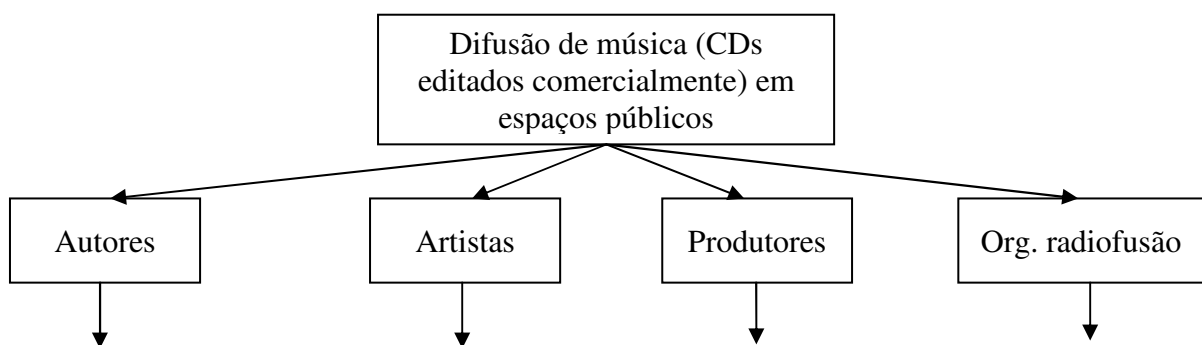 Difusão de música (CDs
editados comercialmente) em
espaços públicos
Autores
Artistas
Produtores
Org. radiofusão